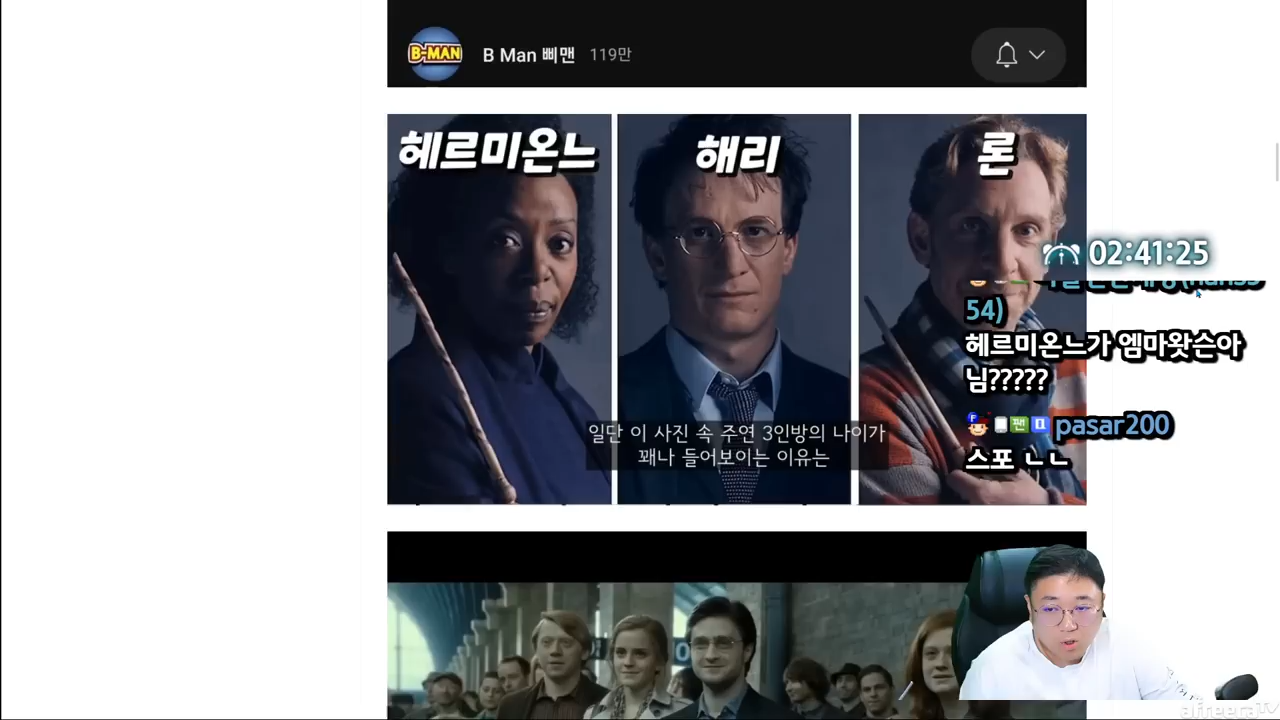 B-MAN
B Man 삐맨 119만
헤르미온느
해리
론
02:41:25
54)
헤르미온느가 엠마왓슨아
님?????
pasar200
스포 ㄴㄴ
일단 이 사진 속 주연 3인방의 나이가
꽤나 들어보이는 이유는
afreecaTV